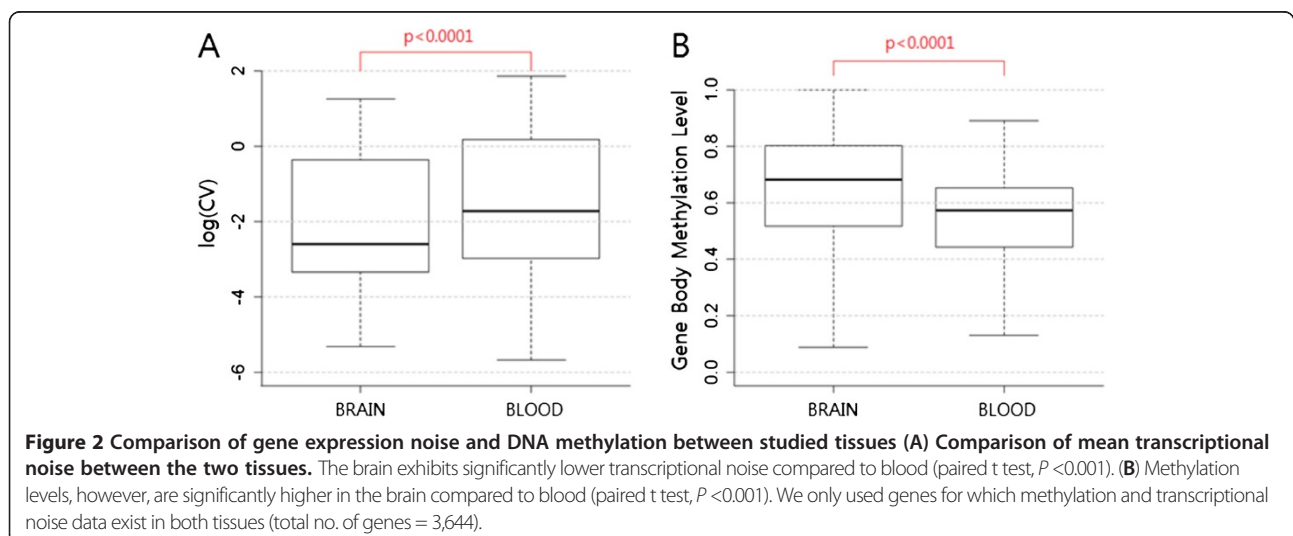 A
p<0.0001
log(CV)
2
0
-2
-4
-6
BRAIN
BLOOD
B
p<0.0001
Gene Body Methylation Level
1.0
0.8
0.6
0.4
0.2
0.0
BRAIN
BLOOD
Figure 2 Comparison of gene expression noise and DNA methylation between studied tissues (A) Comparison of mean transcriptional
noise between the two tissues. The brain exhibits significantly lower transcriptional noise compared to blood (paired t test, P <0.001). (B) Methylation
levels, however, are significantly higher in the brain compared to blood (paired t test, P <0.001). We only used genes for which methylation and transcriptional
noise data exist in both tissues (total no. of genes = 3,644).